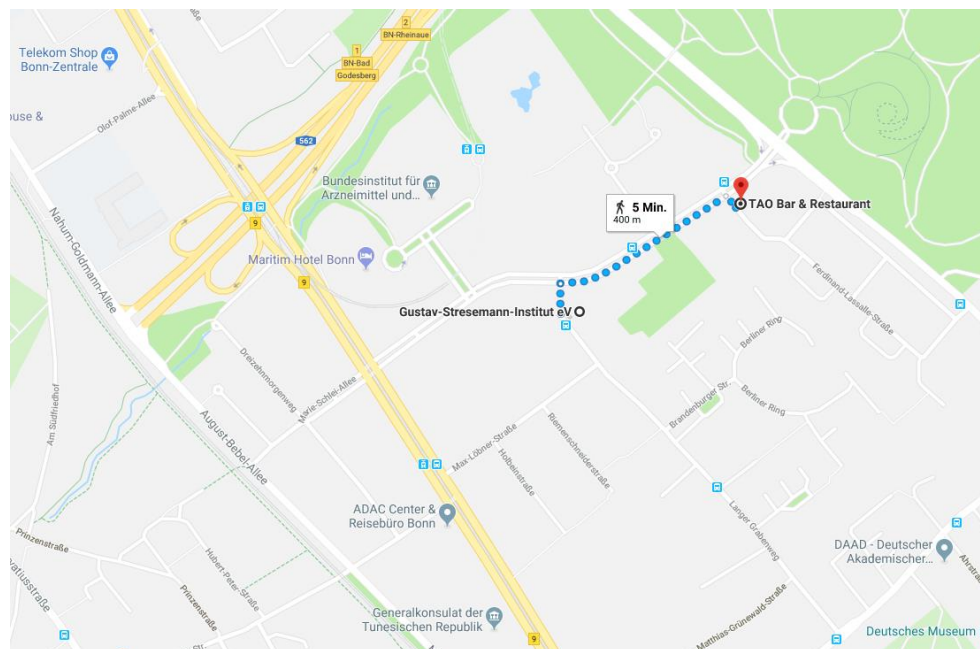 2
BN-Rheinaue
1
BN-Bad
Godesberg
Telekom Shop
Bonn-Zentrale
ouse &
Olof-Palme-Allee
562
Bundesinstitut für
Arzneimittel und...
5 Min.
400 m
TAO Bar & Restaurant
9
Nahum-Goldmann-Allee
Maritim Hotel Bonn
9
Gustav-Stresemann-Institut eV
Ferdinand-Lassalle-Straße
Dreizehnmorgenweg
Marie-Schlei-Allee
Berliner Ring
Brandenburger Str.
Berliner Ring
Am Südfriedhof
August-Bebel-Allee
Max-Löbner-Straße
Holbeinstraße
Riemenschneiderstraße
Langer Grabenweg
ADAC Center &
Reisebüro Bonn
Prinzenstraße
DAAD - Deutscher
Akademischer...
Hubert-Peter-Straße
Prinzenstraße
vatiusstraße
Ahrstra
Generalkonsulat der
Tunesischen Republik
Matthias-Grünewald-Straße
Deutsches Museum
9
Str.